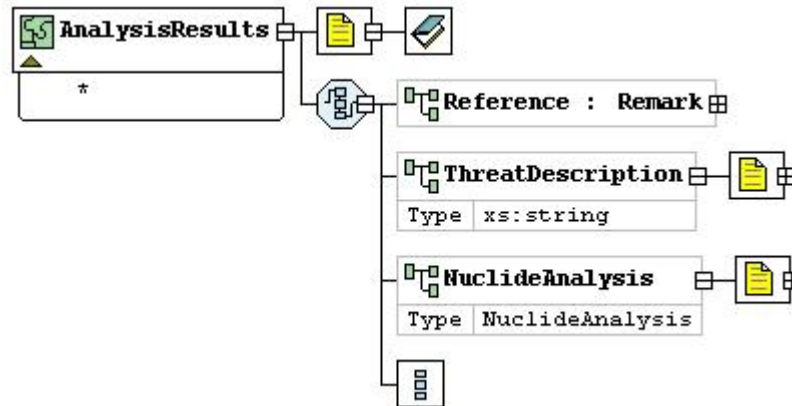 AnalysisResults
*
Reference : Remark
ThreatDescription
Type xs:string
NuclideAnalysis
Type NuclideAnalysis